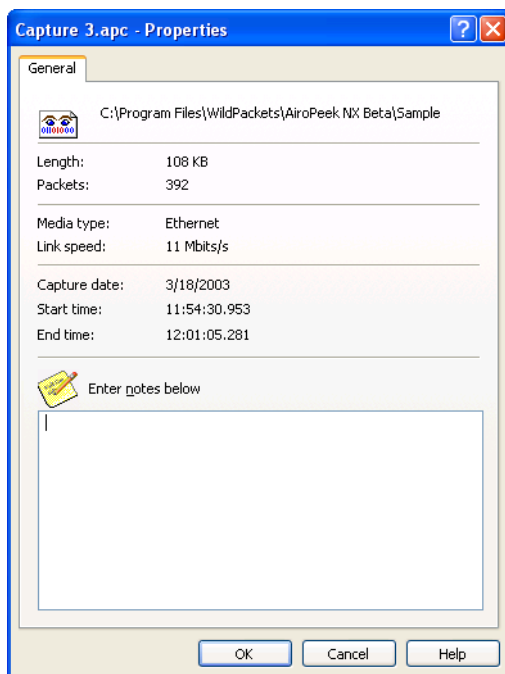 Capture 3.apc - Properties
General
C:\Program Files\WildPackets\AiroPeek NX Beta\Sample
Length: 108 KB
Packets: 392
Media type: Ethernet
Link speed: 11 Mbits/s
Capture date: 3/18/2003
Start time: 11:54:30.953
End time: 12:01:05.281
Enter notes below
OK Cancel Help